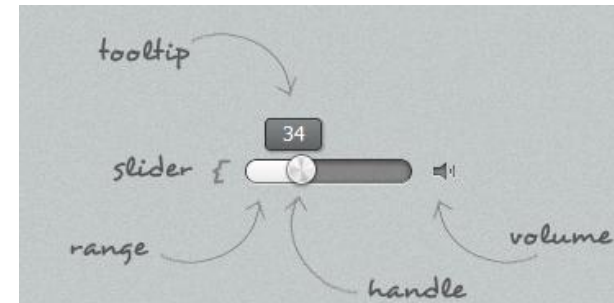 tooltip
34
slider {
range
volume
handle